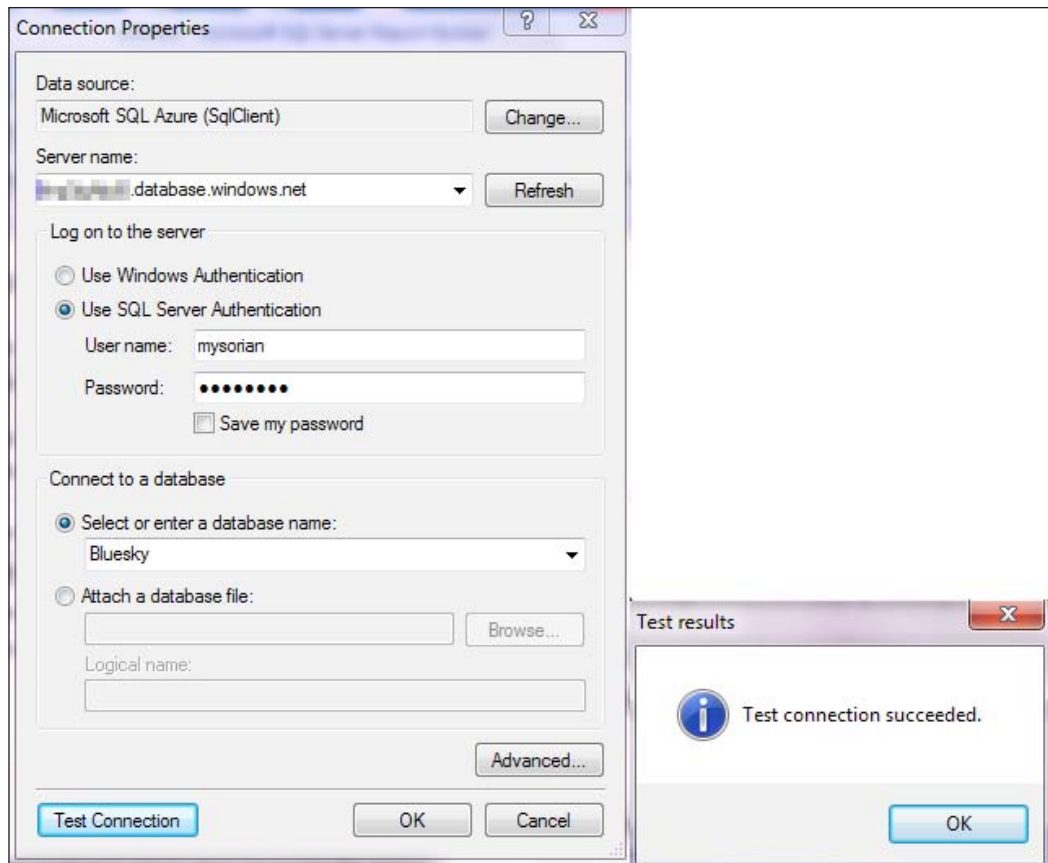 Connection Properties
Data source:
Microsoft SQL Azure (SqlClient)
Change...
Server name:
.database.windows.net
Refresh
Log on to the server
Use Windows Authentication
Use SQL Server Authentication
User name:
mysorian
Password:
Save my password
Connect to a database
Select or enter a database name:
Bluesky
Attach a database file:
Browse...
Logical name:
Advanced...
Test Connection
OK
Cancel
Test results
Test connection succeeded.
OK